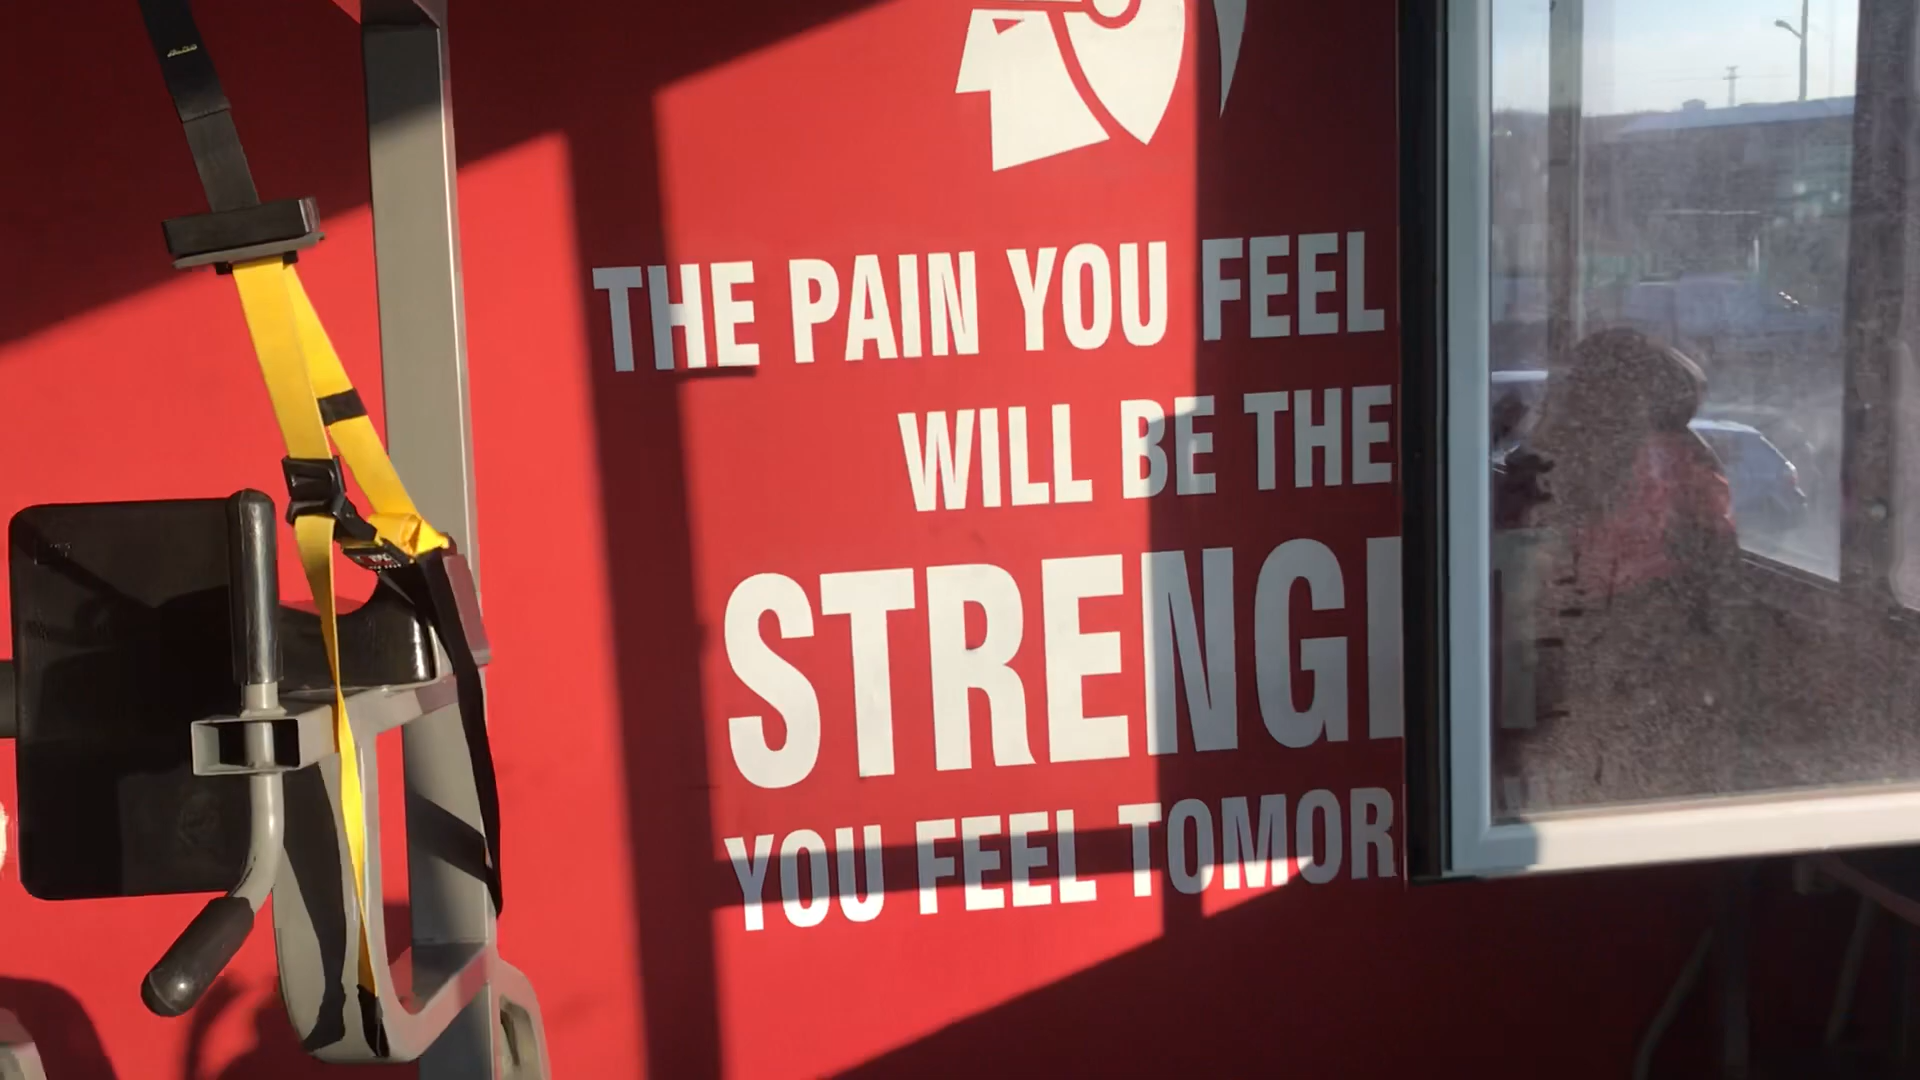 THE PAIN YOU FEEL
WILL BE THE
STRENG
YOU FEEL TOMOR